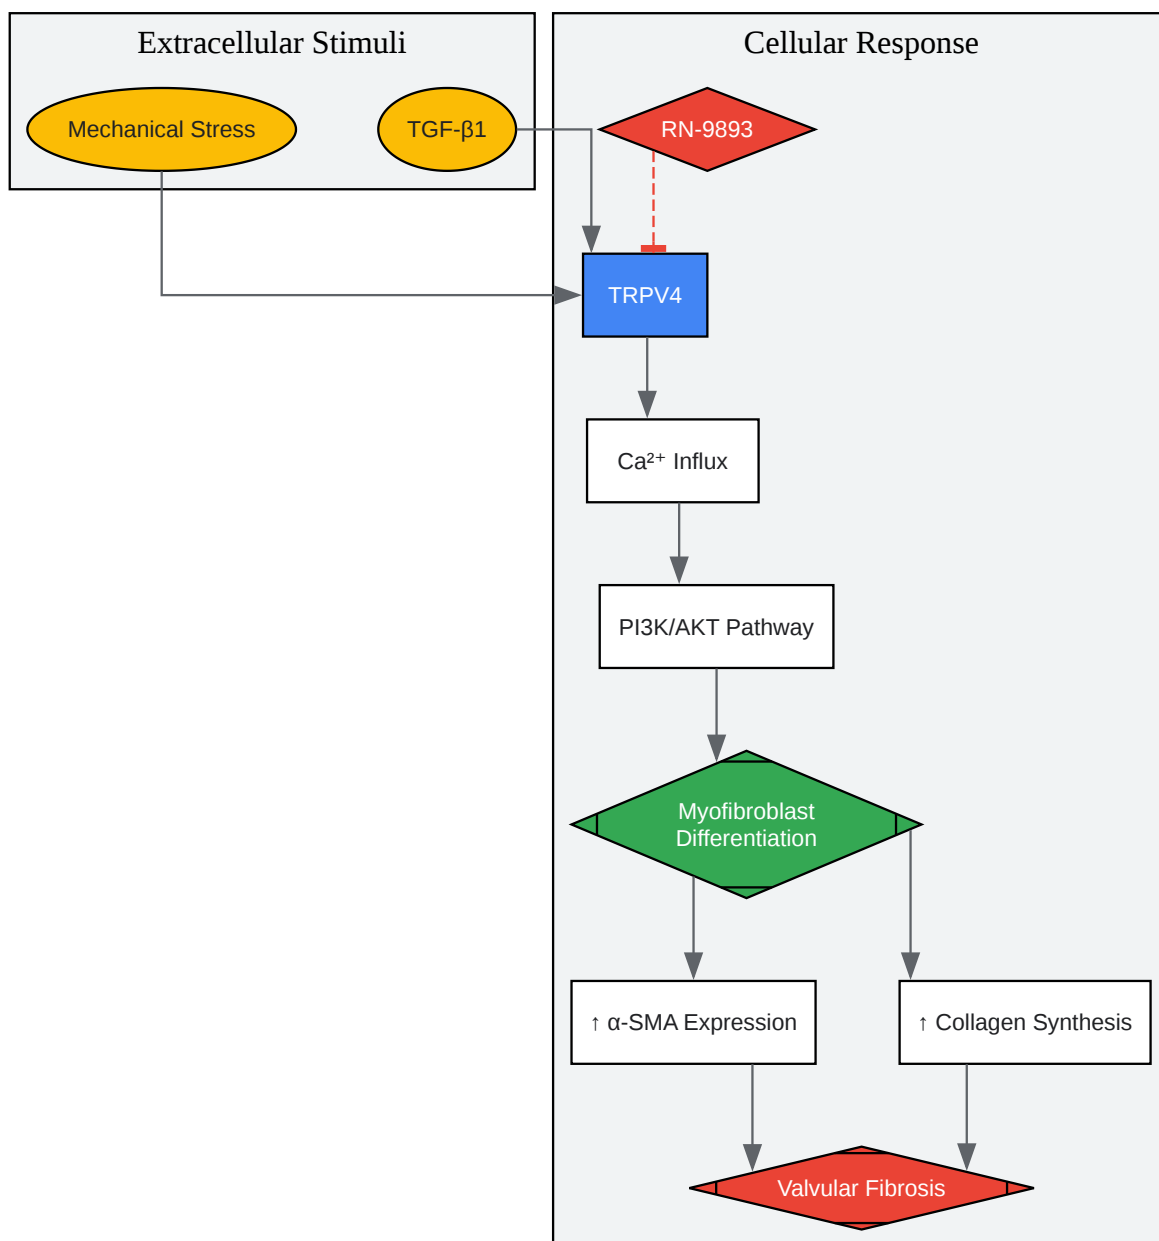 Extracellular Stimuli
Cellular Response
Mechanical Stress
TGF-β1
RN-9893
TRPV4
Ca²⁺ Influx
PI3K/AKT Pathway
Myofibroblast
Differentiation
↑ α-SMA Expression
↑ Collagen Synthesis
Valvular Fibrosis